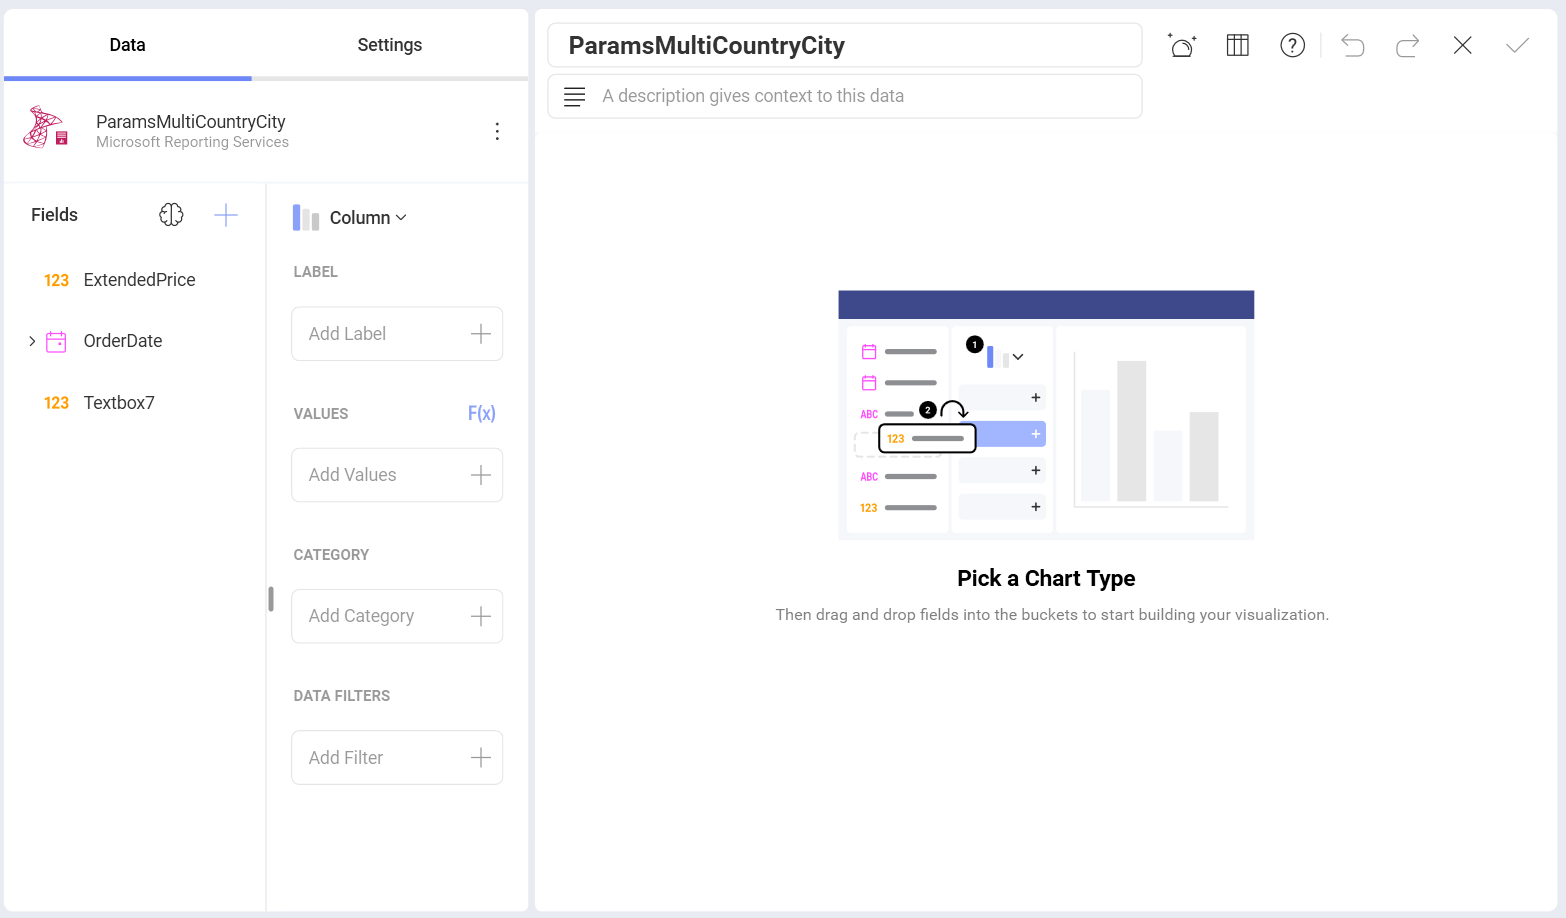 Data
Settings
ParamsMultiCountryCity
Microsoft Reporting Services
Fields
123 ExtendedPrice
OrderDate
123 Textbox7
Column
LABEL
Add Label
VALUES F(x)
Add Values
CATEGORY
Add Category
DATA FILTERS
Add Filter
ParamsMultiCountryCity
?
A description gives context to this data
1
ABC
2
123
ABC
123
Pick a Chart Type
Then drag and drop fields into the buckets to start building your visualization.